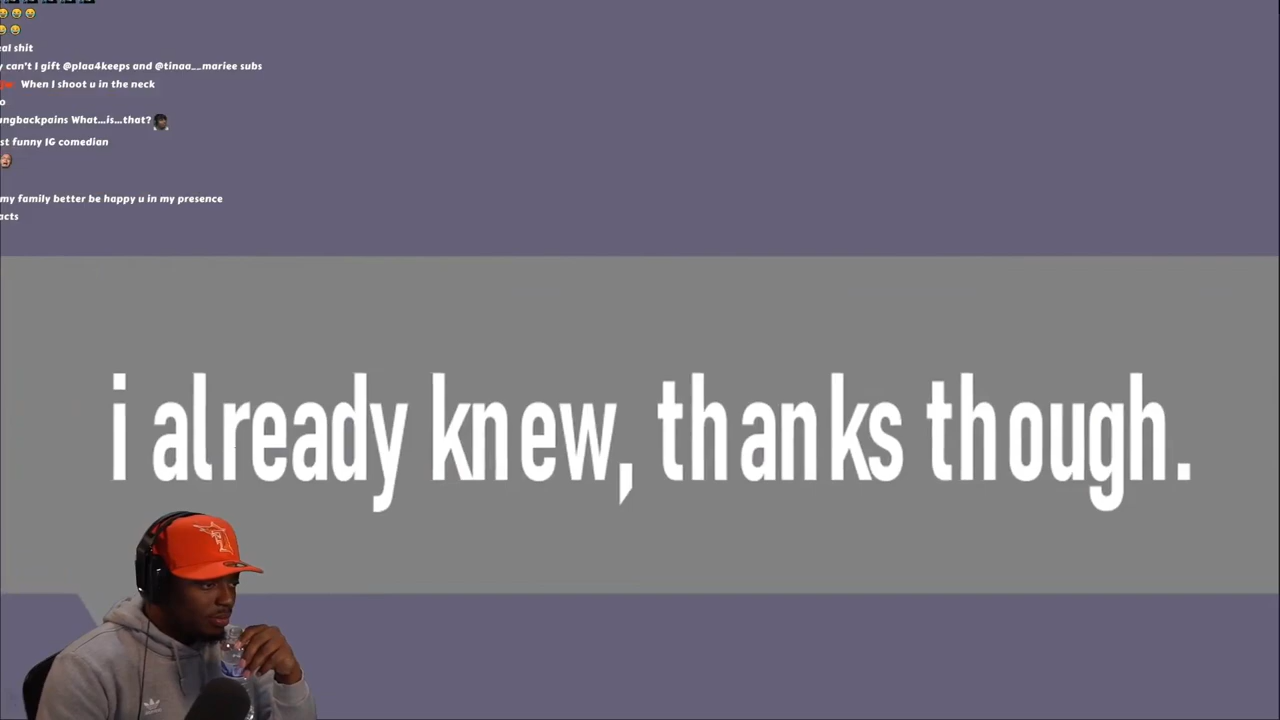 eal shit
y can't I gift @plaa4keeps and @tinaa__mariee subs
When I shoot u in the neck
o
ungbackpains What...is...that?
st funny IG comedian
my family better be happy u in my presence
acts
i already knew, thanks though.